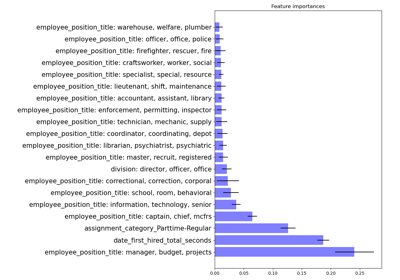 Feature importances
employee_position_title: warehouse, welfare, plumber
employee_position_title: officer, office, police
employee_position_title: firefighter, rescuer, fire
employee_position_title: craftsworker, worker, social
employee_position_title: specialist, special, resource
employee_position_title: lieutenant, shift, maintenance
employee_position_title: accountant, assistant, library
employee_position_title: enforcement, permitting, inspector
employee_position_title: technician, mechanic, supply
employee_position_title: coordinator, coordinating, depot
employee_position_title: librarian, psychiatrist, psychiatric
employee_position_title: master, recruit, registered
division: director, officer, office
employee_position_title: correctional, correction, corporal
employee_position_title: school, room, behavioral
employee_position_title: information, technology, senior
employee_position_title: captain, chief, mcfrs
assignment_category_Parttime-Regular
date_first_hired_total_seconds
employee_position_title: manager, budget, projects
0.00 0.05 0.10 0.15 0.20 0.25